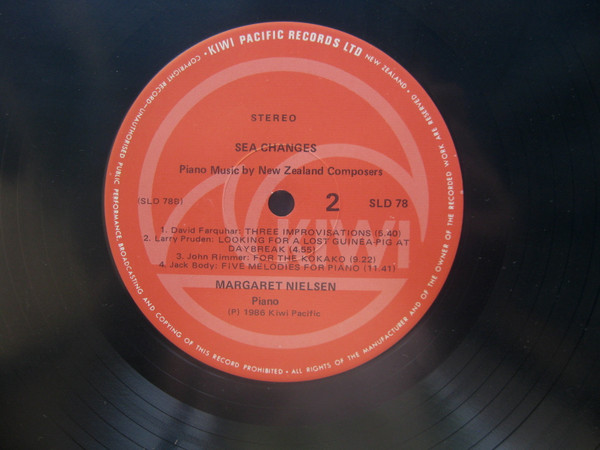 • KIWI PACIFIC RECORDS LTD NEW ZEALAND •
STEREO
SEA CHANGES
Piano Music by New Zealand Composers
(SLD 78B)
2
SLD 78
KIWI
1. David Farquhar: THREE IMPROVISATIONS (5.40)
2. Larry Pruden: LOOKING FOR A LOST GUINEA-PIG AT
DAYBREAK (4.55)
3. John Rimmer: FOR THE KOKAKO (9.22)
4. Jack Body: FIVE MELODIES FOR PIANO (11.41)
MARGARET NIELSEN
Piano
(P) 1986 Kiwi Pacific
• ALL RIGHTS OF THE MANUFACTURER AND OF THE OWNER OF THE RECORDED WORK ARE RESERVED •
COPYRIGHT RECORD—UNAUTHORISED PUBLIC PERFORMANCE, BROADCASTING AND COPYING OF THIS RECORD PROHIBITED